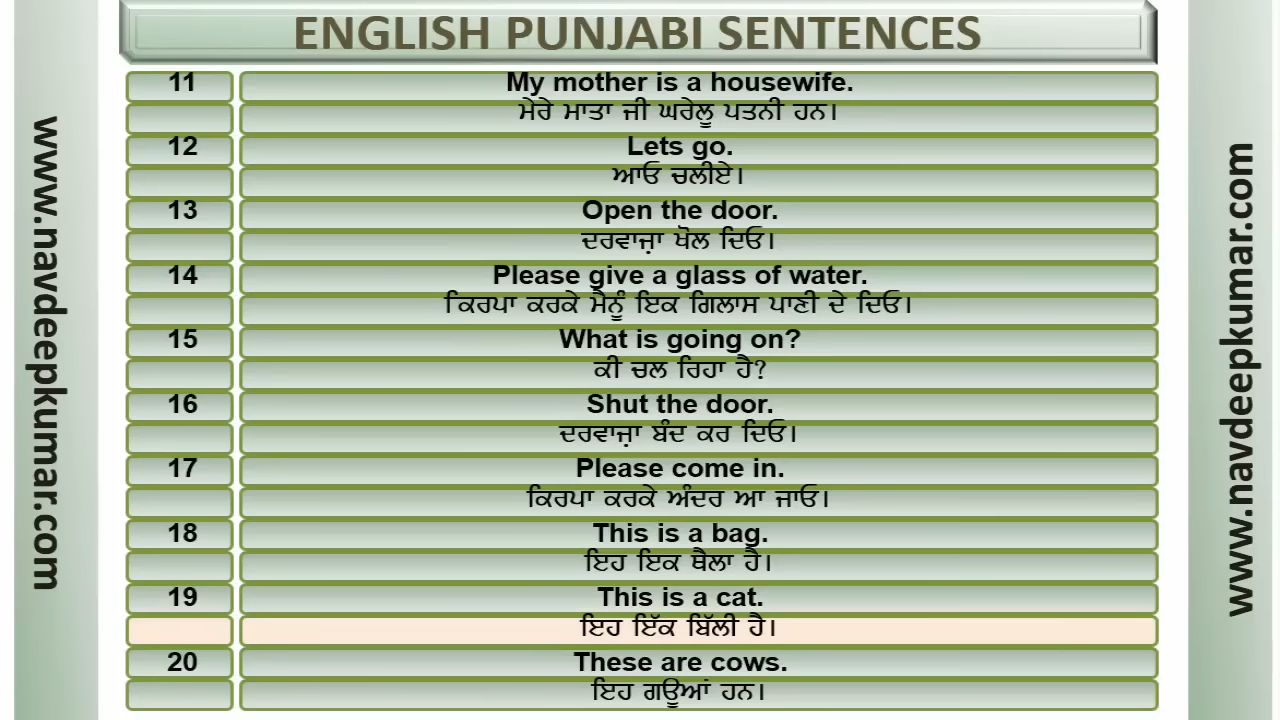 ENGLISH PUNJABI SENTENCES
11 My mother is a housewife.
ਮੇਰੇ ਮਾਤਾ ਜੀ ਘਰੇਲੂ ਪਤਨੀ ਹਨ।
12 Lets go.
ਆਓ ਚਲੀਏ।
13 Open the door.
ਦਰਵਾਜ਼ਾ ਖੋਲ ਦਿਓ।
14 Please give a glass of water.
ਕਿਰਪਾ ਕਰਕੇ ਮੈਨੂੰ ਇਕ ਗਿਲਾਸ ਪਾਣੀ ਦੇ ਦਿਓ।
15 What is going on?
ਕੀ ਚਲ ਰਿਹਾ ਹੈ?
16 Shut the door.
ਦਰਵਾਜ਼ਾ ਬੰਦ ਕਰ ਦਿਓ।
17 Please come in.
ਕਿਰਪਾ ਕਰਕੇ ਅੰਦਰ ਆ ਜਾਓ।
18 This is a bag.
ਇਹ ਇਕ ਥੈਲਾ ਹੈ।
19 This is a cat.
ਇਹ ਇੱਕ ਬਿੱਲੀ ਹੈ।
20 These are cows.
ਇਹ ਗਊਆਂ ਹਨ।
www.navdeepkumar.com
www.navdeepkumar.com